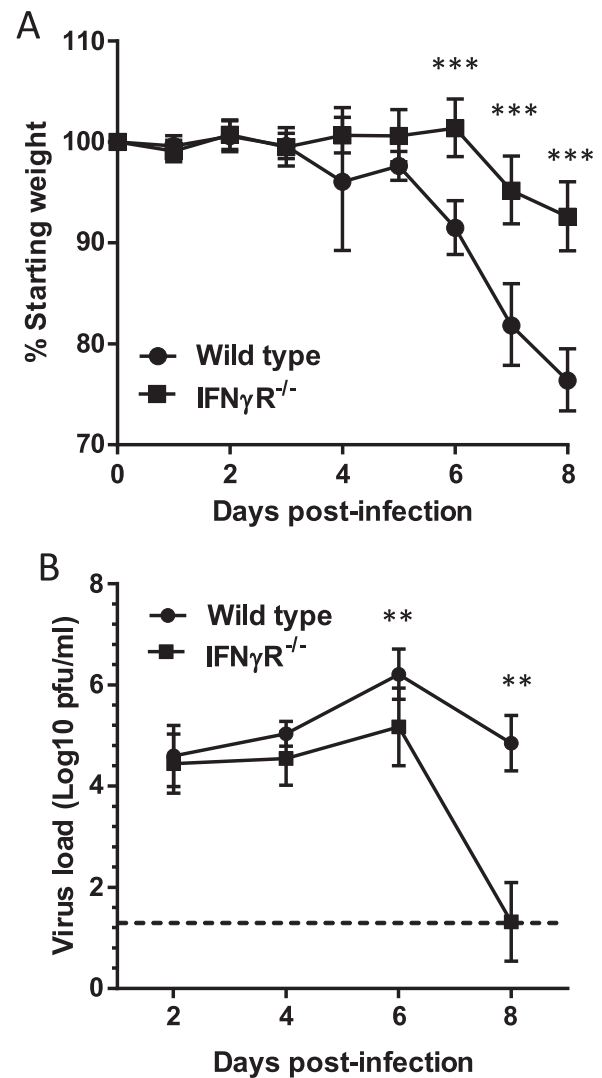 A
110
100
90
80
70
% Starting weight
***
***
***
Wild type
IFNγR-/-
0
2
4
6
8
Days post-infection
B
8
6
4
2
0
Virus load (Log10 pfu/ml)
Wild type
IFNγR-/-
**
**
2
4
6
8
Days post-infection